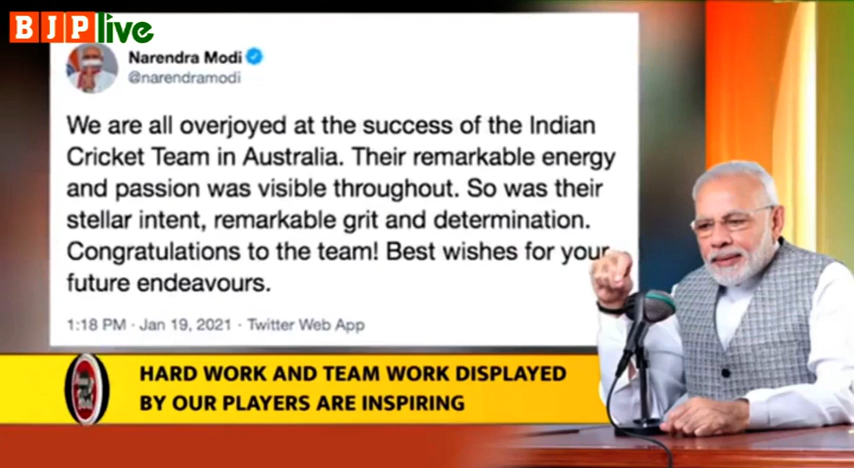 BJPlive
Narendra Modi
@narendramodi
We are all overjoyed at the success of the Indian
Cricket Team in Australia. Their remarkable energy
and passion was visible throughout. So was their
stellar intent, remarkable grit and determination.
Congratulations to the team! Best wishes for your
future endeavours.
1:18 PM · Jan 19, 2021 · Twitter Web App
HARD WORK AND TEAM WORK DISPLAYED
BY OUR PLAYERS ARE INSPIRING